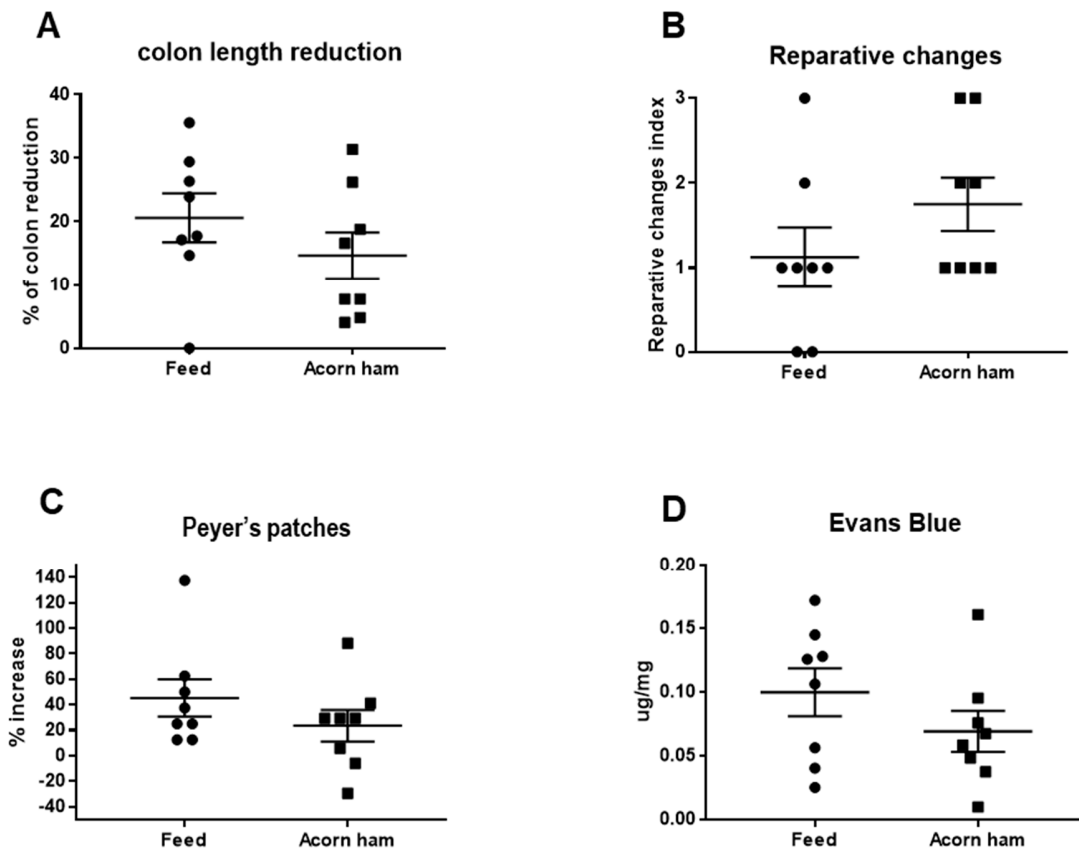 A
colon length reduction
% of colon reduction
40
30
20
10
0
Feed
Acorn ham
B
Reparative changes
Reparative changes index
3
2
1
0
Feed
Acorn ham
C
Peyer’s patches
% increase
140
120
100
80
60
40
20
0
-20
-40
Feed
Acorn ham
D
Evans Blue
ug/mg
0.20
0.15
0.10
0.05
0.00
Feed
Acorn ham